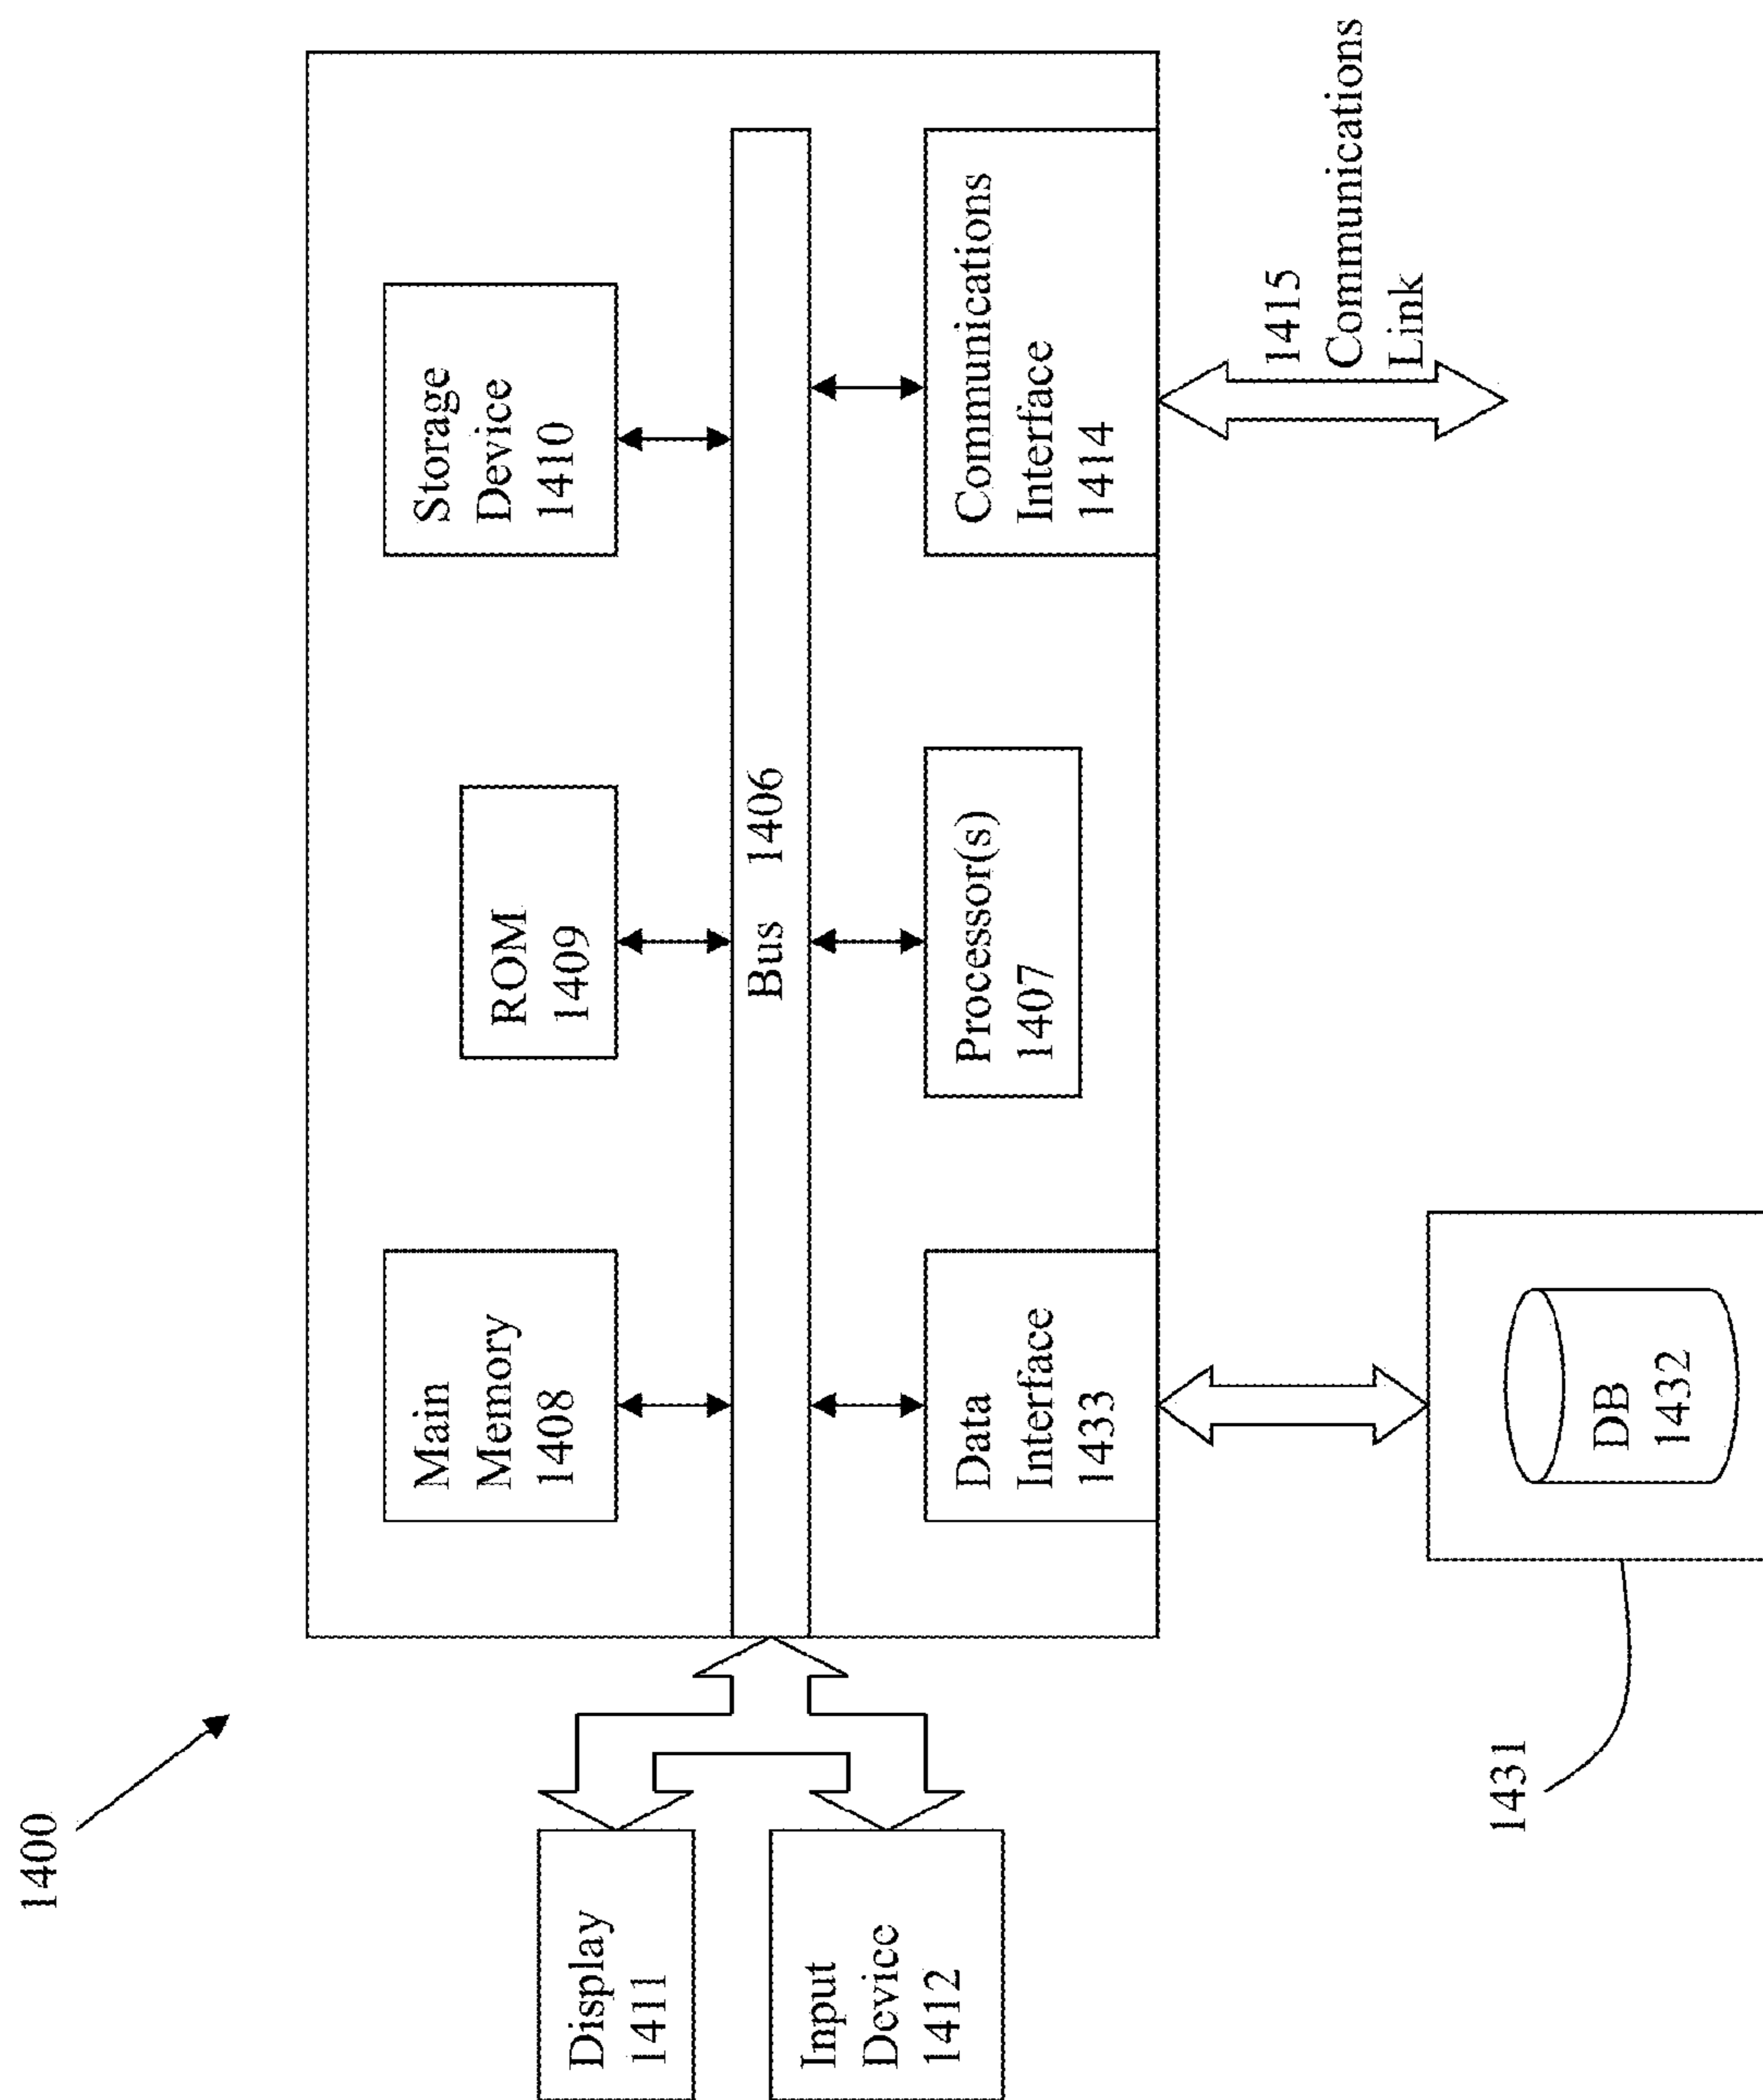 1400
Main
Memory
1408
ROM
1409
Storage
Device
1410
Display
1411
Bus 1406
Input
Device
1412
Data
Interface
1433
Processor(s)
1407
Communications
Interface
1414
1415
Communications
Link
1431
DB
1432